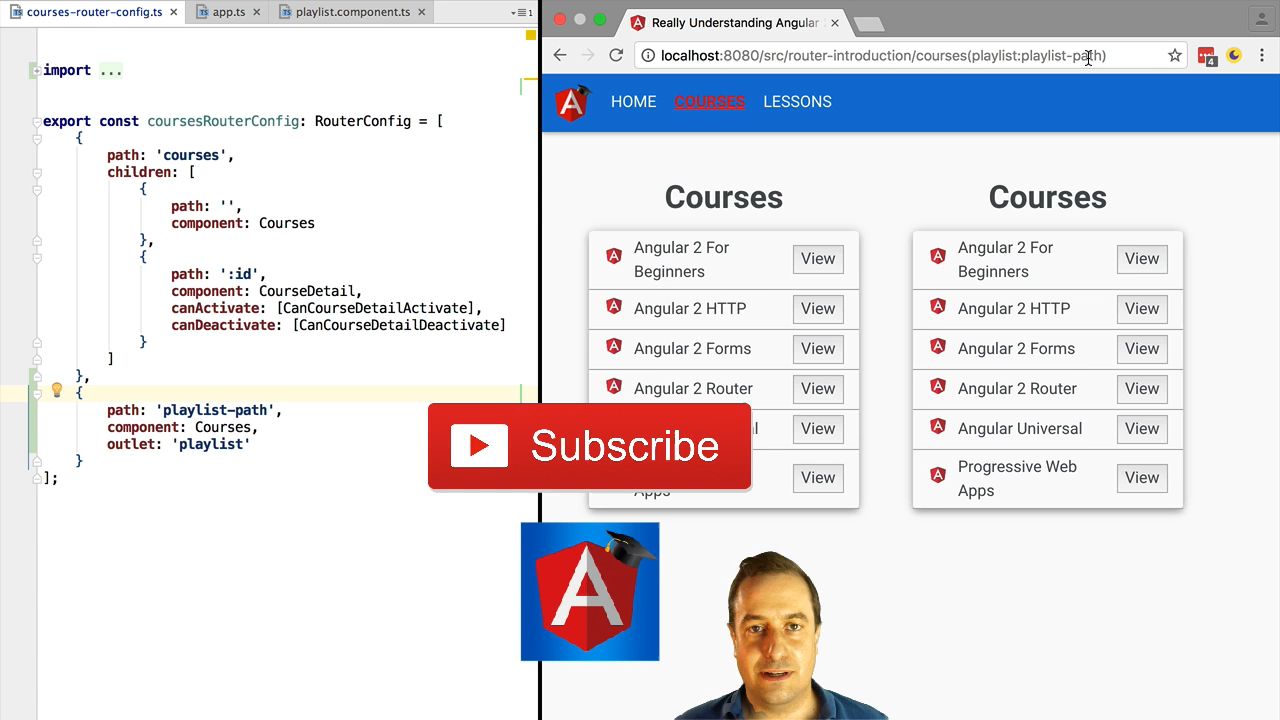 courses-router-config.ts
app.ts
playlist.component.ts
import ...
export const coursesRouterConfig: RouterConfig = [
{
path: 'courses',
children: [
{
path: '',
component: Courses
},
{
path: ':id',
component: CourseDetail,
canActivate: [CanCourseDetailActivate],
canDeactivate: [CanCourseDetailDeactivate]
}
]
},
{
path: 'playlist-path',
component: Courses,
outlet: 'playlist'
}
];
Really Understanding Angular
localhost:8080/src/router-introduction/courses(playlist:playlist-path)
4
HOME COURSES LESSONS
Courses
Angular 2 For
Beginners
View
Angular 2 HTTP
View
Angular 2 Forms
View
Angular 2 Router
View
View
Apps
View
Courses
Angular 2 For
Beginners
View
Angular 2 HTTP
View
Angular 2 Forms
View
Angular 2 Router
View
Angular Universal
View
Progressive Web
Apps
View
Subscribe